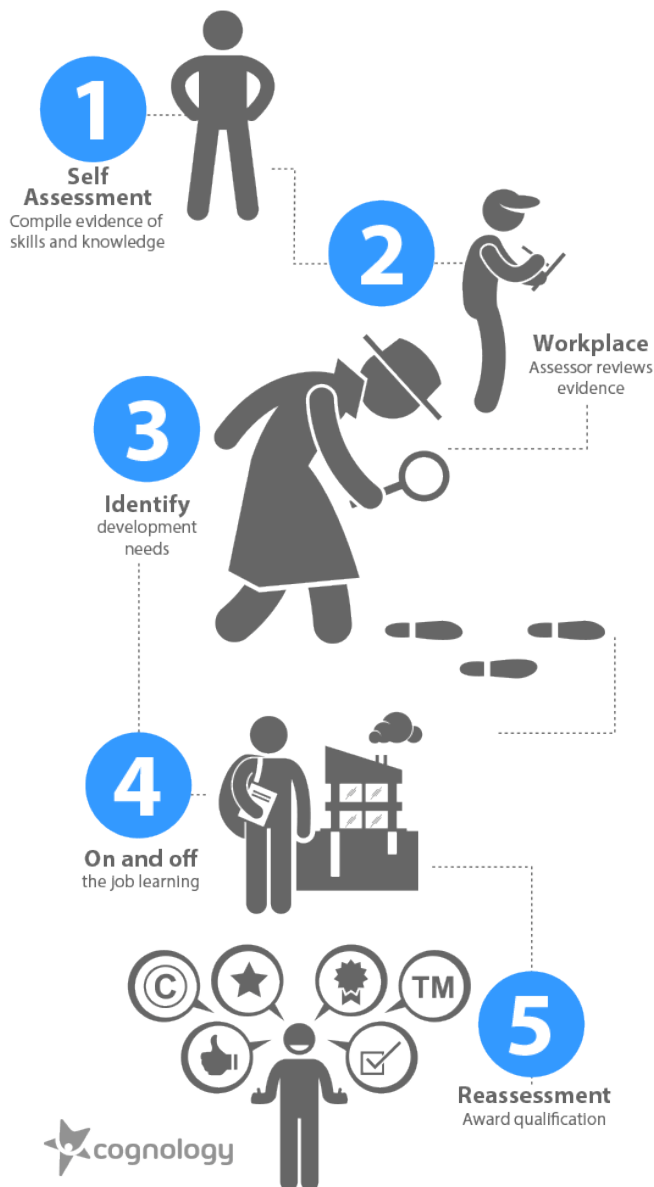 1
Self
Assessment
Compile evidence of
skills and knowledge
2
Workplace
Assessor reviews
evidence
3
Identify
development
needs
4
On and off
the job learning
C
TM
5
Reassessment
Award qualification
cognology